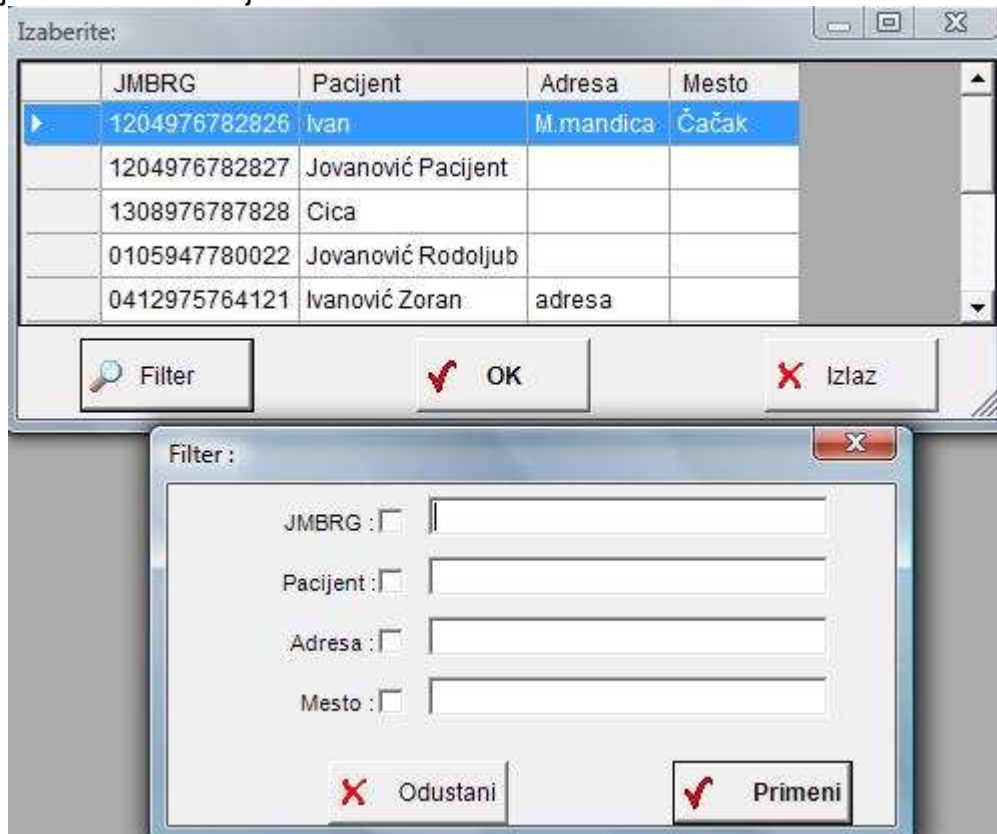 Izaberite:
JMBRG Pacijent Adresa Mesto
1204976782826 Ivan M.mandica Čačak
1204976782827 Jovanović Pacijent
1308976787828 Cica
0105947780022 Jovanović Rodoljub
0412975764121 Ivanović Zoran adresa
Filter OK Izlaz
Filter :
JMBRG :
Pacijent :
Adresa :
Mesto :
Odustani Primeni